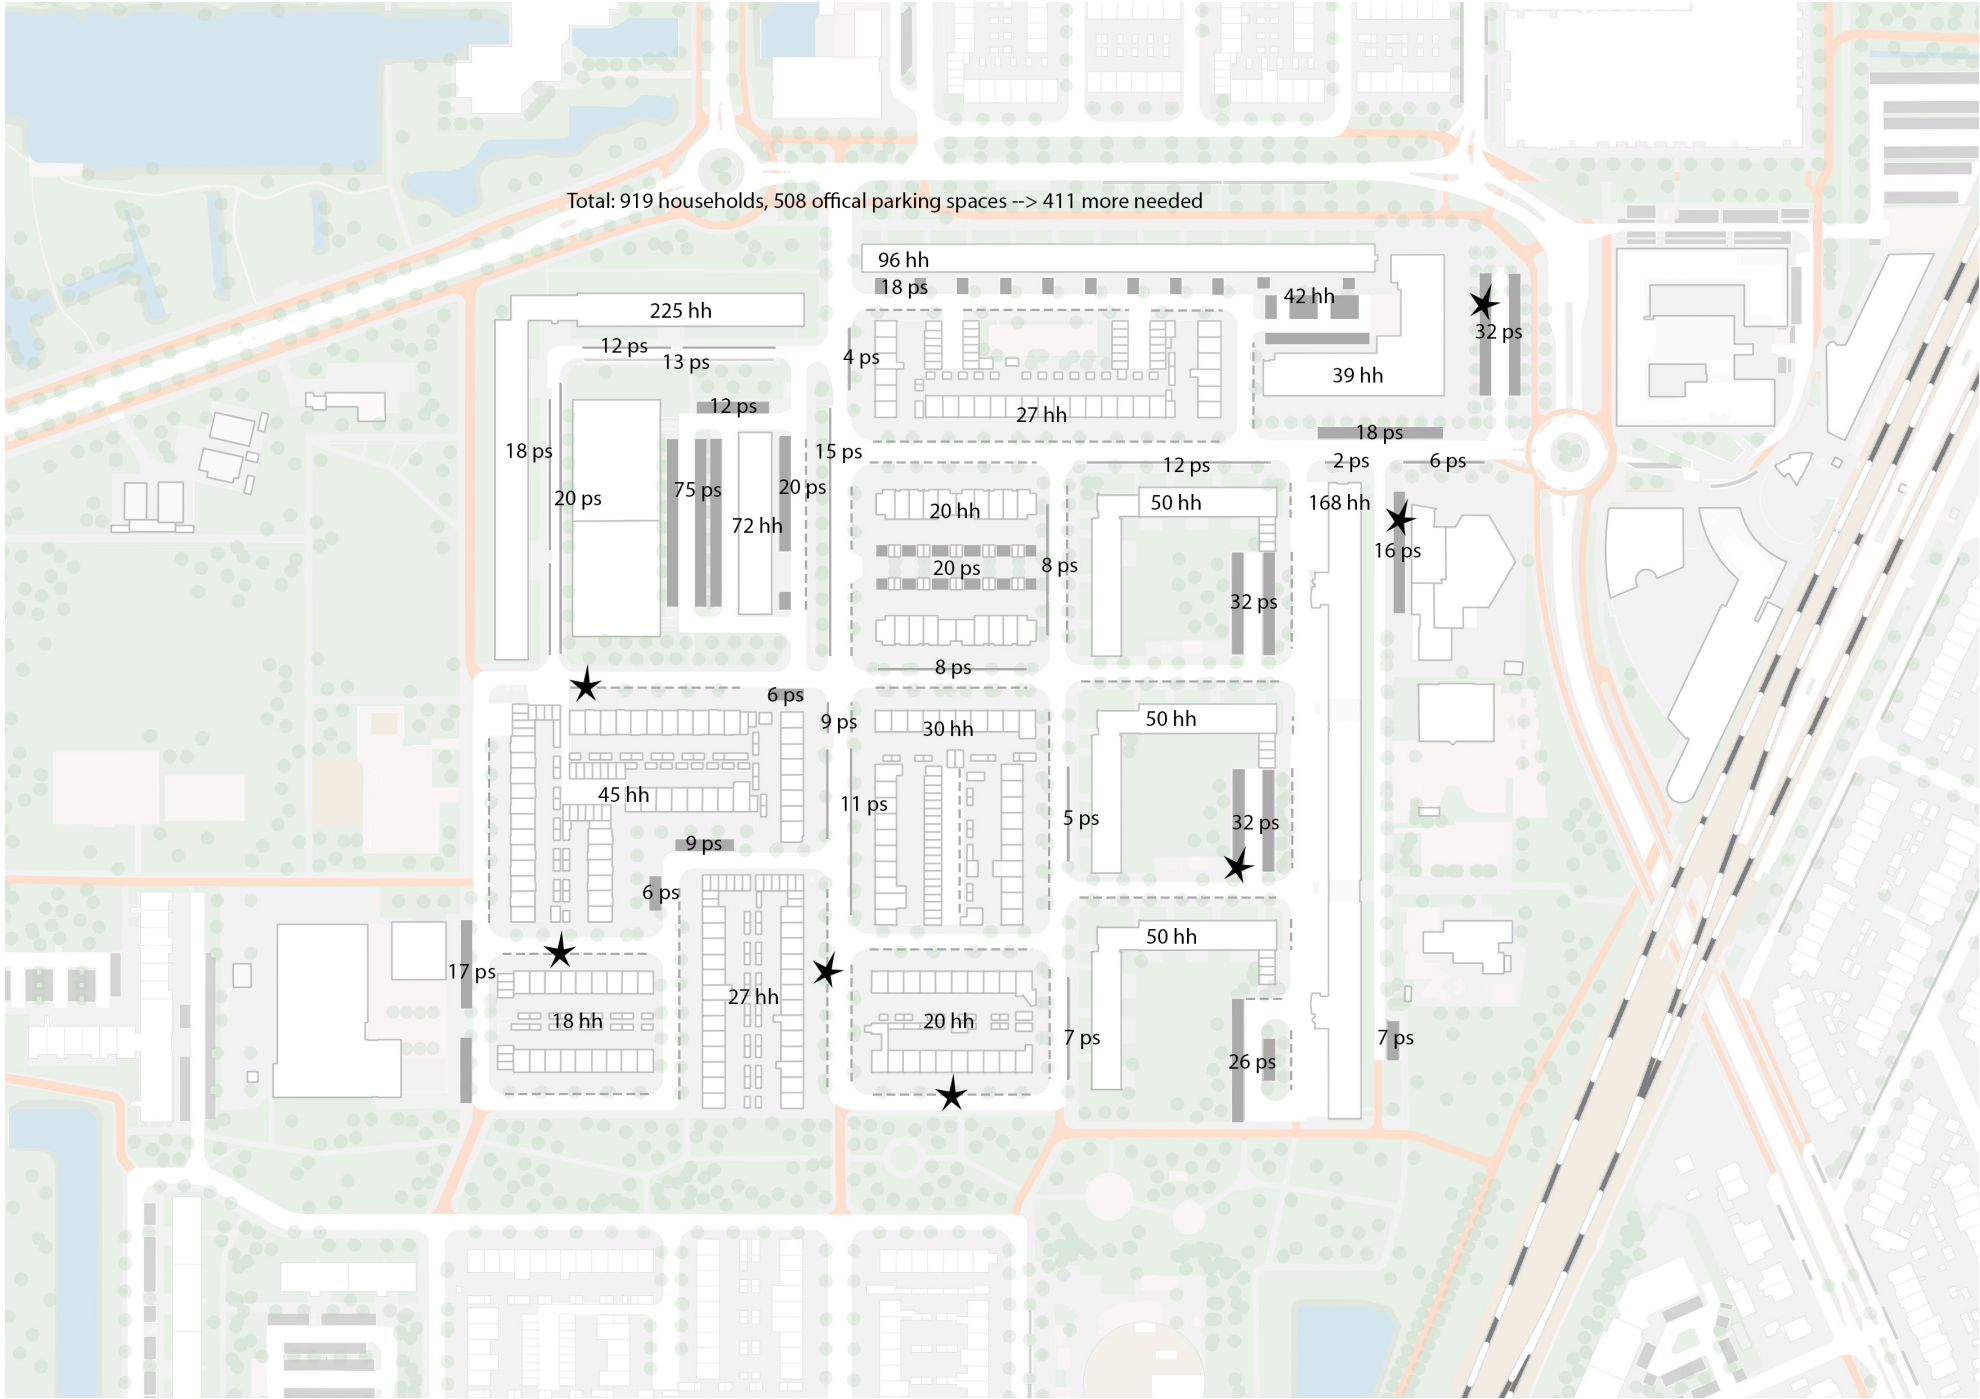 Total: 919 households, 508 offical parking spaces --> 411 more needed
96 hh
18 ps
42 hh
225 hh
32 ps
12 ps
13 ps
4 ps
39 hh
12 ps
27 hh
18 ps
18 ps
15 ps
12 ps
2 ps
6 ps
20 ps
75 ps
20 ps
72 hh
20 hh
50 hh
168 hh
16 ps
20 ps
8 ps
32 ps
8 ps
6 ps
9 ps
30 hh
50 hh
45 hh
11 ps
5 ps
32 ps
9 ps
6 ps
50 hh
17 ps
27 hh
18 hh
20 hh
7 ps
7 ps
26 ps